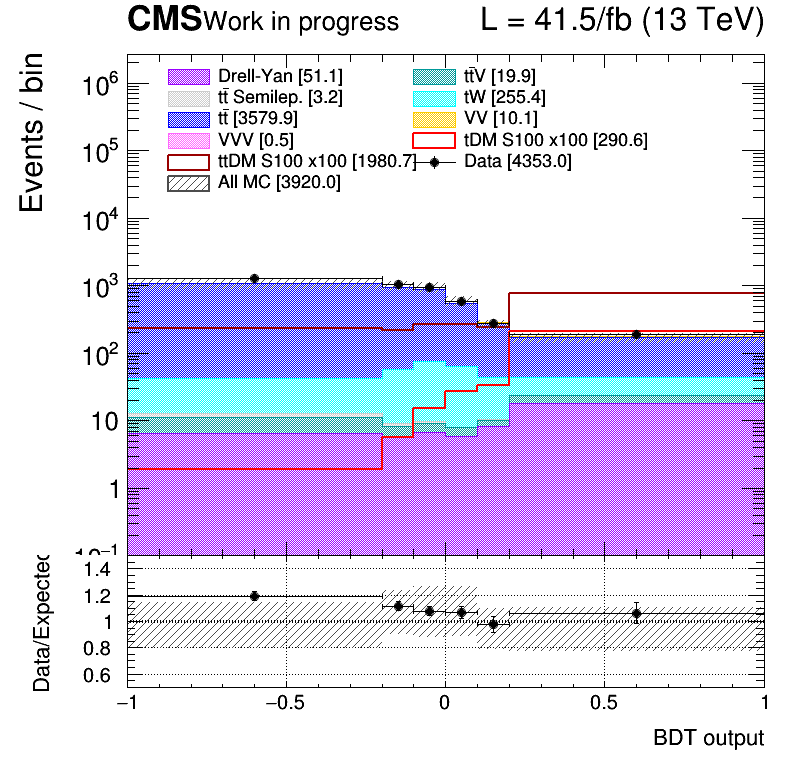 CMS Work in progress L = 41.5/fb (13 TeV)
Events / bin
Drell-Yan [51.1] tt̄V [19.9]
tt̄ Semilep. [3.2] tW [255.4]
tt̄ [3579.9] VV [10.1]
VVV [0.5] tDM S100 x100 [290.6]
ttDM S100 x100 [1980.7] Data [4353.0]
All MC [3920.0]
10⁶
10⁵
10⁴
10³
10²
10
1
10⁻¹
Data/Expected
1.4
1.2
1
0.8
0.6
−1 −0.5 0 0.5 1
BDT output